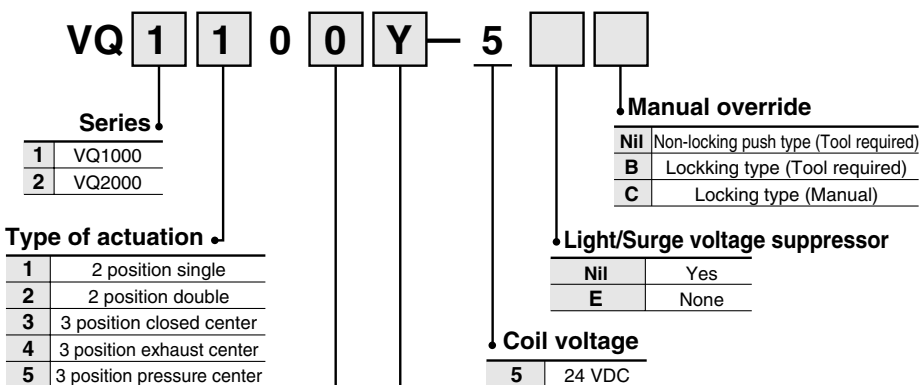 VQ 1 1 0 0 Y — 5
Series
1 VQ1000
2 VQ2000
Type of actuation
1 2 position single
2 2 position double
3 3 position closed center
4 3 position exhaust center
5 3 position pressure center
Manual override
Nil Non-locking push type (Tool required)
B Lockking type (Tool required)
C Locking type (Manual)
Light/Surge voltage suppressor
Nil Yes
E None
Coil voltage
5 24 VDC